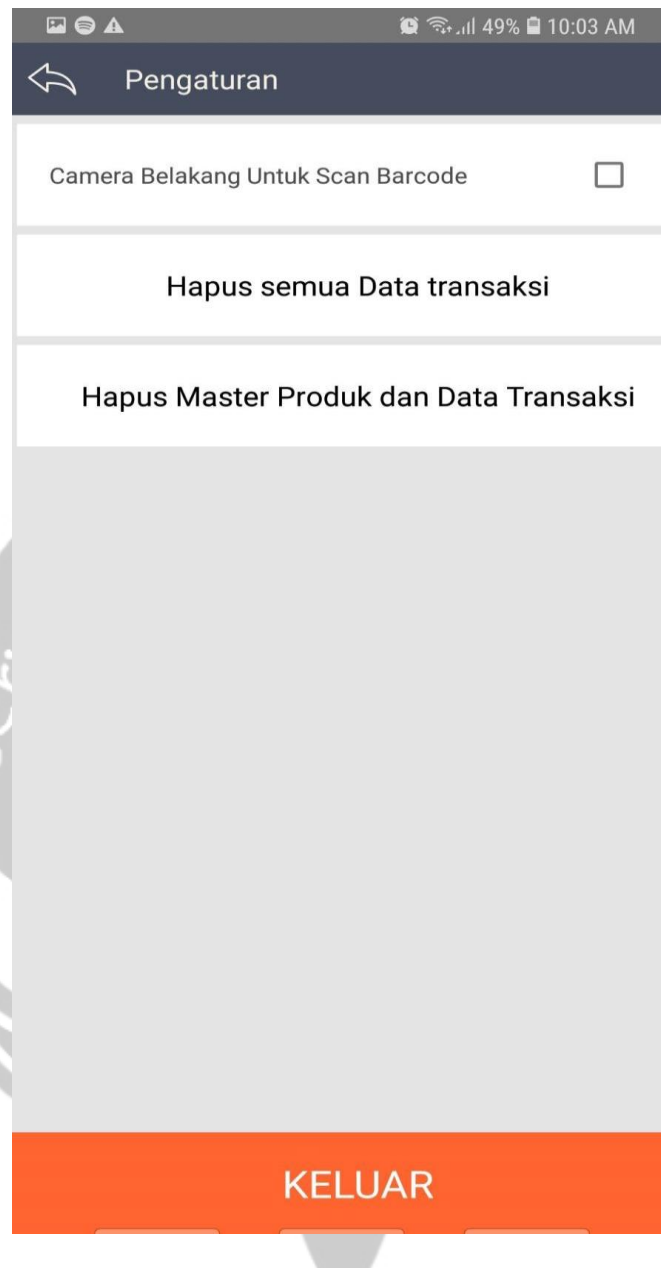 49% 10:03 AM
Pengaturan
Camera Belakang Untuk Scan Barcode
Hapus semua Data transaksi
Hapus Master Produk dan Data Transaksi
KELUAR